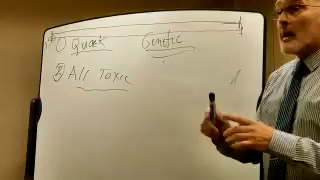 ① Quack Genetic
② All Toxic